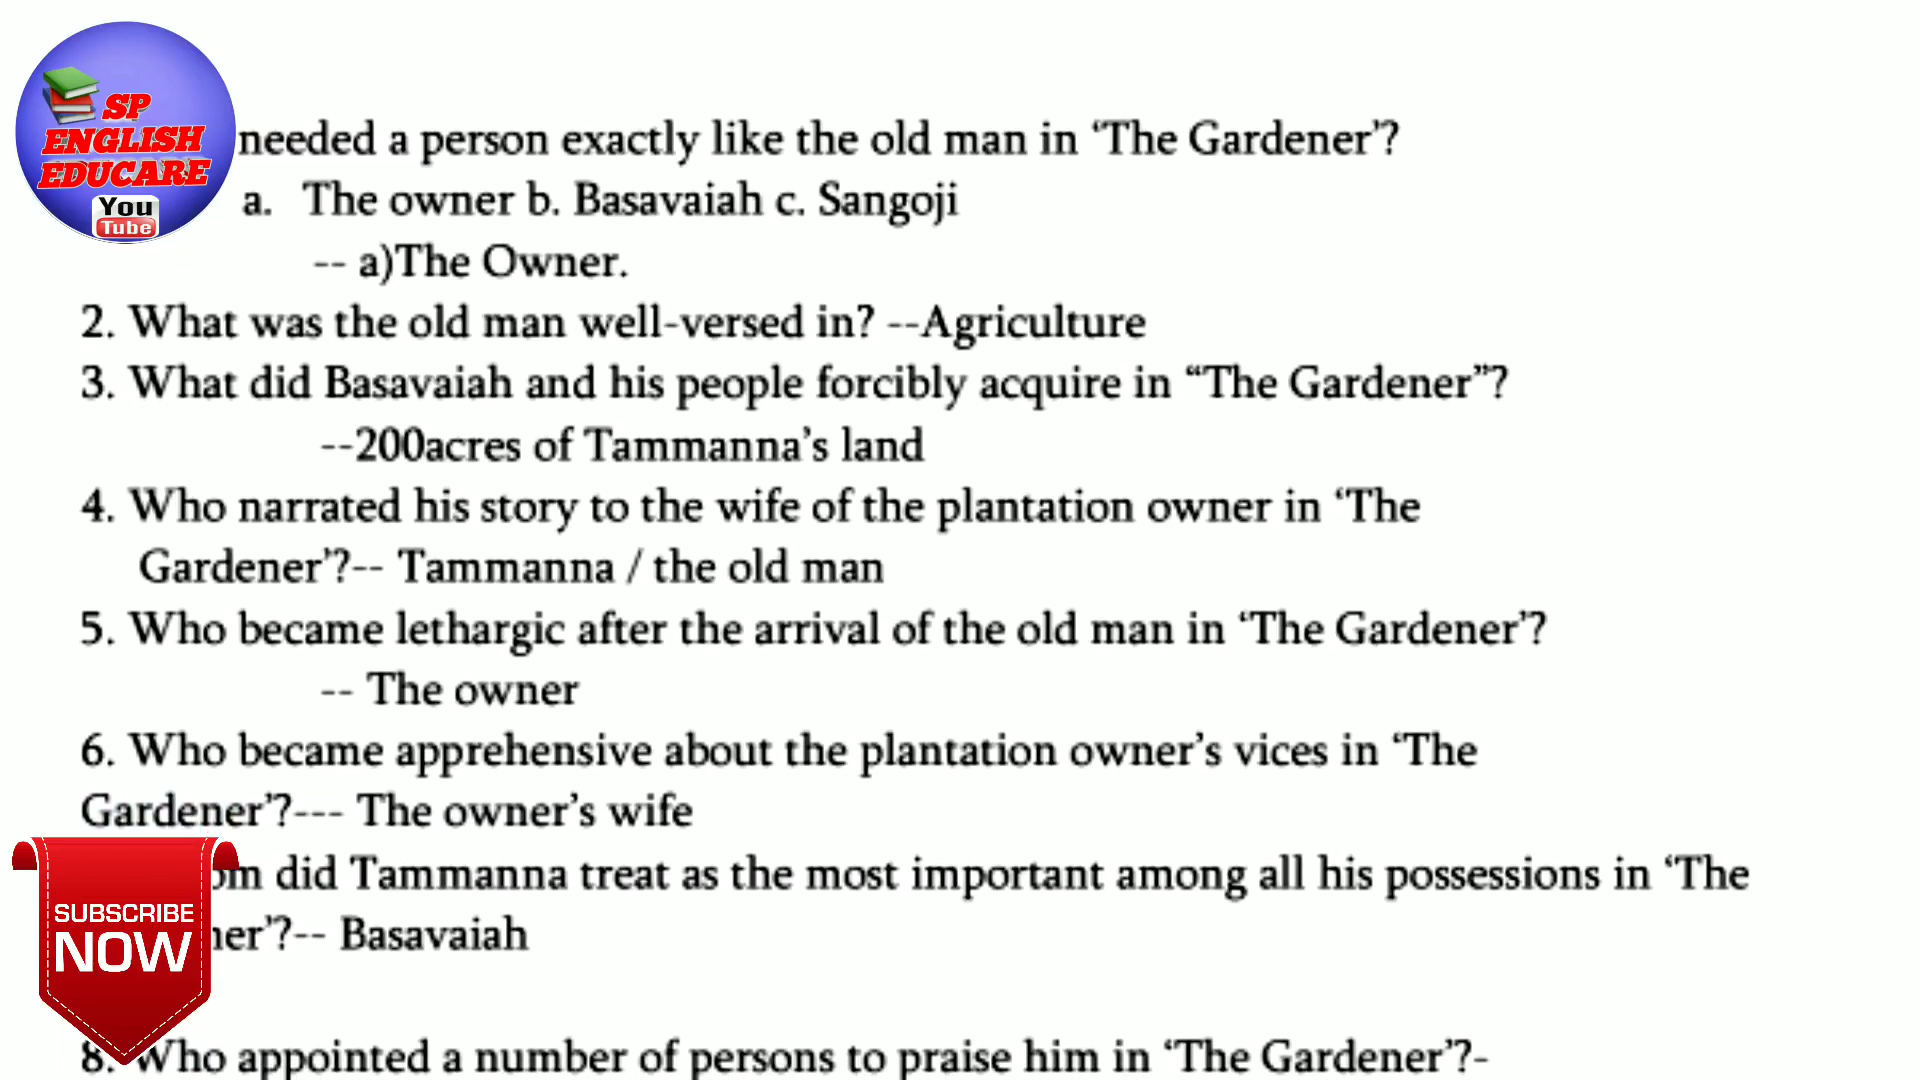 SP
ENGLISH
EDUCARE
You
Tube
needed a person exactly like the old man in ‘The Gardener’?
a. The owner b. Basavaiah c. Sangoji
-- a)The Owner.
2. What was the old man well-versed in? --Agriculture
3. What did Basavaiah and his people forcibly acquire in “The Gardener”?
--200acres of Tammanna’s land
4. Who narrated his story to the wife of the plantation owner in ‘The
Gardener’?-- Tammanna / the old man
5. Who became lethargic after the arrival of the old man in ‘The Gardener’?
-- The owner
6. Who became apprehensive about the plantation owner’s vices in ‘The
Gardener’?--- The owner’s wife
did Tammanna treat as the most important among all his possessions in ‘The
-- Basavaiah
SUBSCRIBE
NOW
8. Who appointed a number of persons to praise him in ‘The Gardener’?-